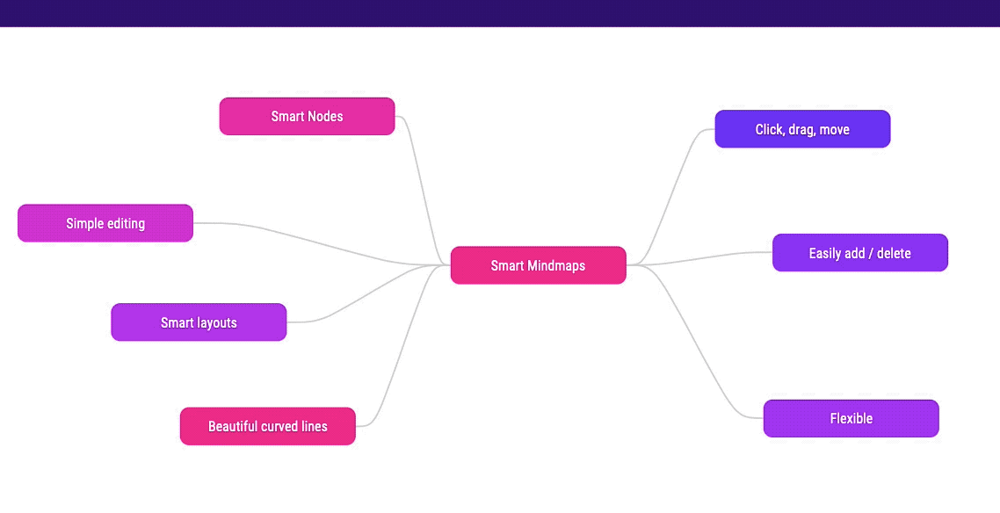 Smart Nodes
Click, drag, move
Simple editing
Easily add / delete
Smart Mindmaps
Smart layouts
Flexible
Beautiful curved lines